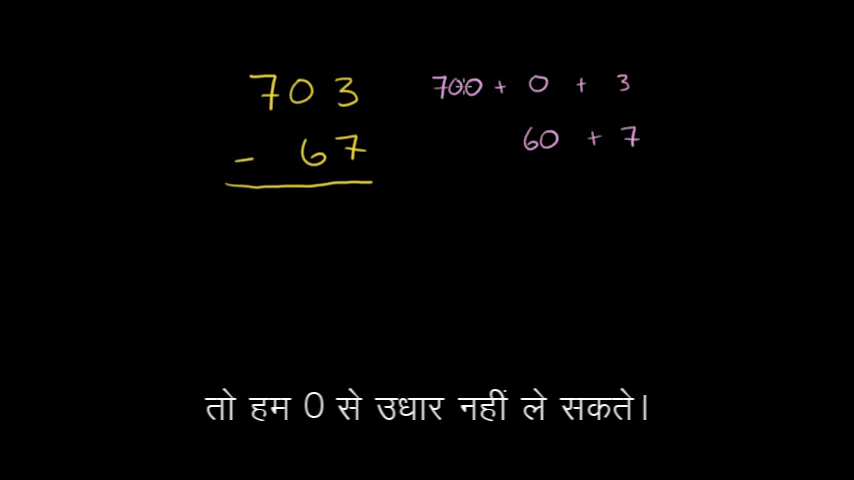 703 700 + 0 + 3
- 67 60 + 7
तो हम 0 से उधार नहीं ले सकते।